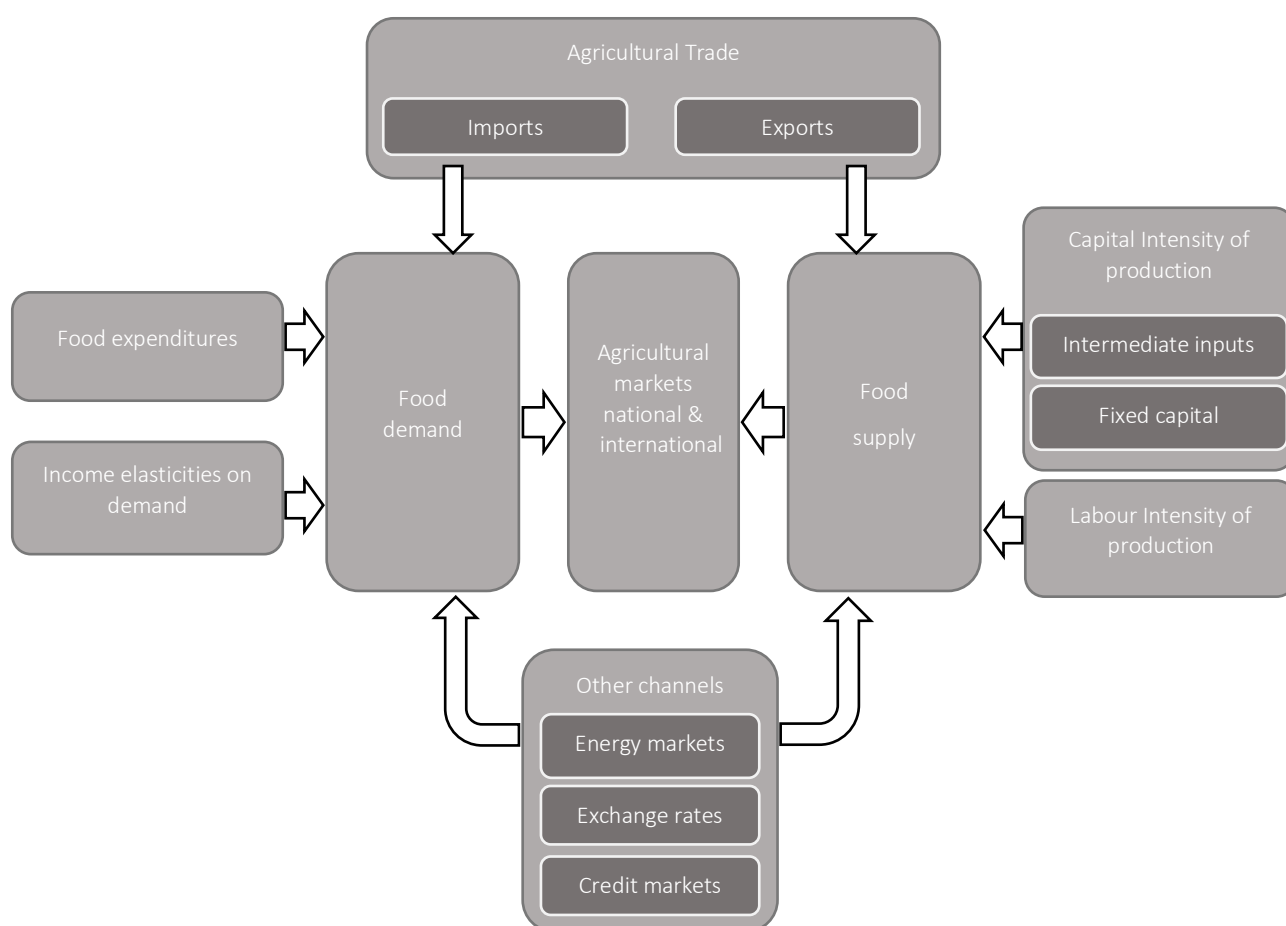 Agricultural Trade
Imports
Exports
Food expenditures
Income elasticities on
demand
Food
demand
Agricultural
markets
national &
international
Food
supply
Capital Intensity of
production
Intermediate inputs
Fixed capital
Labour Intensity of
production
Other channels
Energy markets
Exchange rates
Credit markets